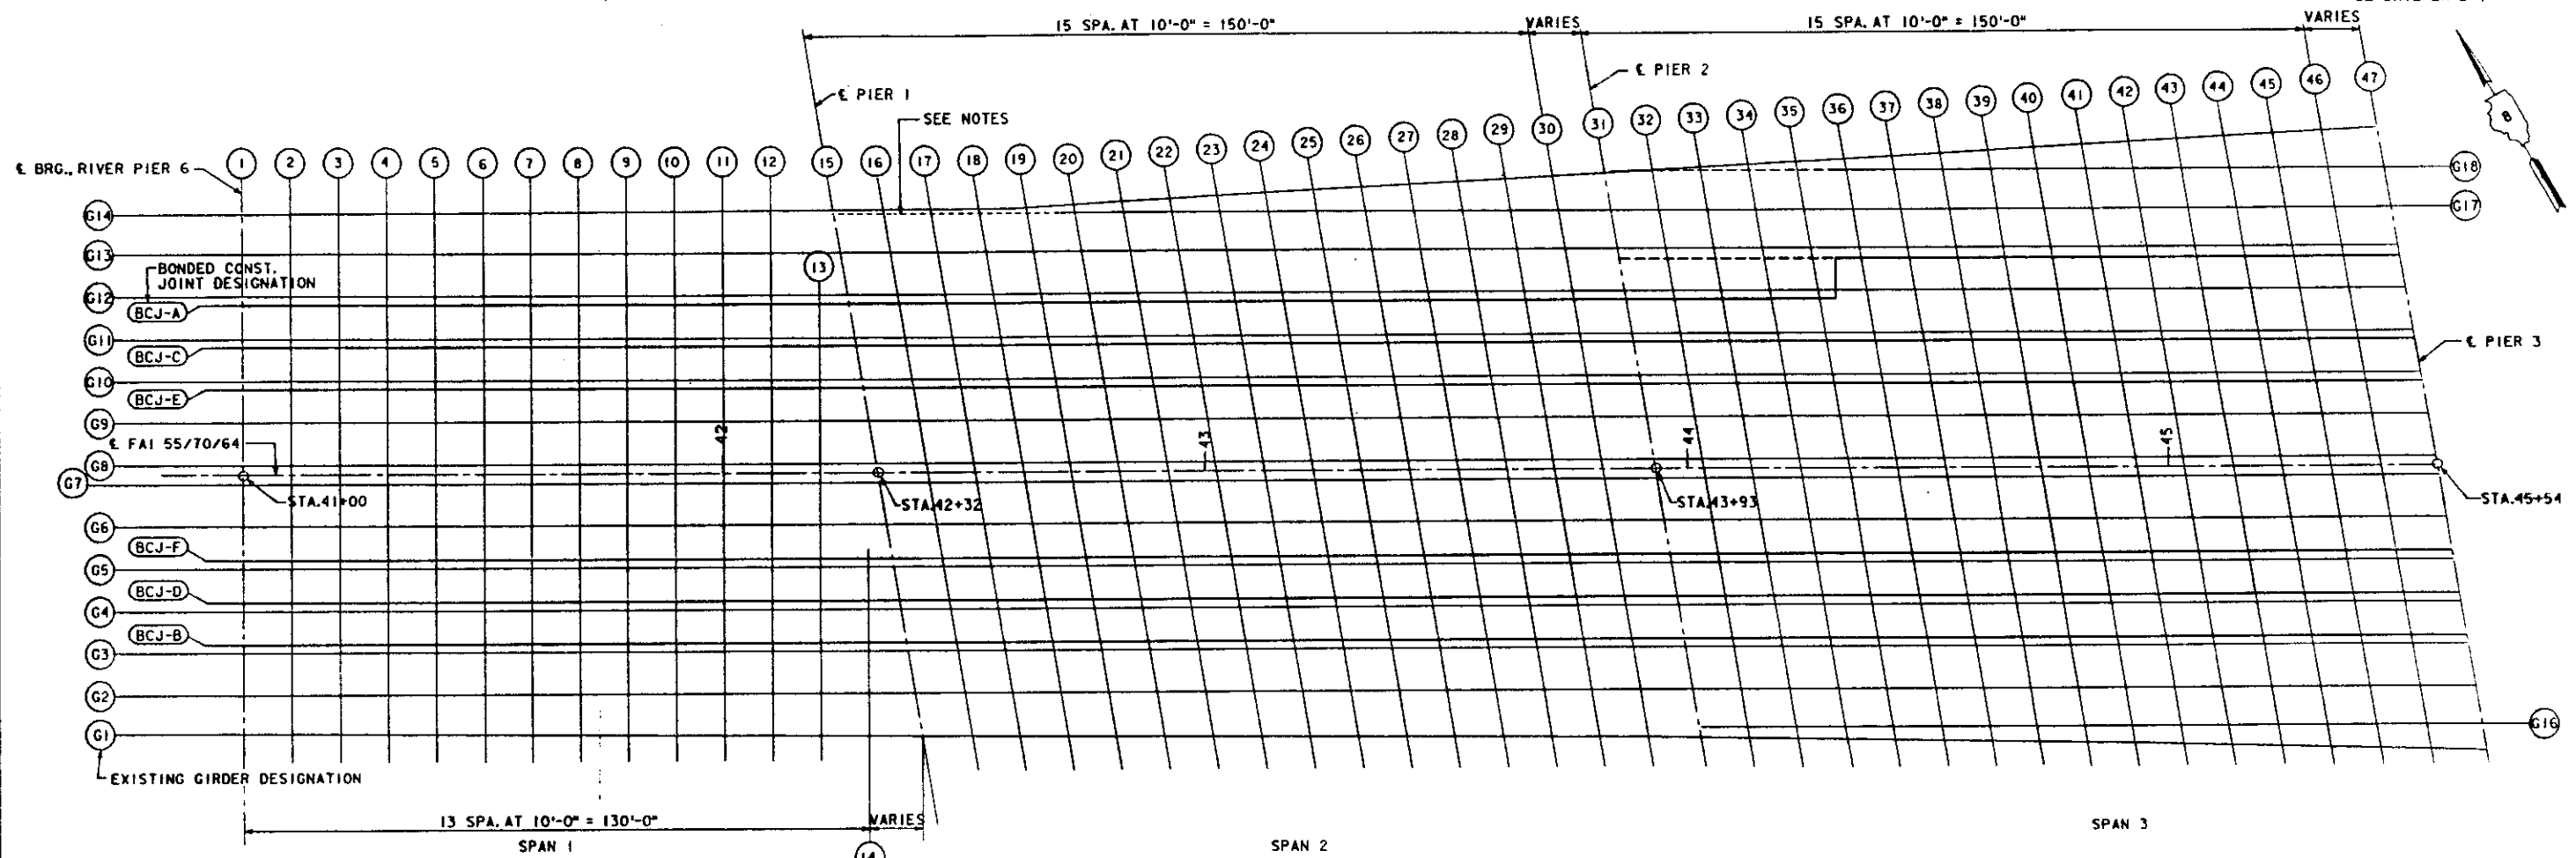 15 SPA. AT 10'-0" = 150'-0"
VARIES
15 SPA. AT 10'-0" = 150'-0"
VARIES
℄ PIER 1
℄ PIER 2
SEE NOTES
℄ BRG., RIVER PIER 6
1 2 3 4 5 6 7 8 9 10 11 12 15 16 17 18 19 20 21 22 23 24 25 26 27 28 29 30 31 32 33 34 35 36 37 38 39 40 41 42 43 44 45 46 47
B
G18
G14
G17
G13
13
BONDED CONST.
JOINT DESIGNATION
G12
BCJ-A
G11
BCJ-C
℄ PIER 3
G10
BCJ-E
G9
℄ FAI 55/70/64
42
43
44
45
G8
G7
STA.41+00
STA.42+32
STA.43+93
STA.45+54
G6
BCJ-F
G5
BCJ-D
G4
BCJ-B
G3
G2
G1
G16
EXISTING GIRDER DESIGNATION
13 SPA. AT 10'-0" = 130'-0"
VARIES
SPAN 1
SPAN 2
SPAN 3
14